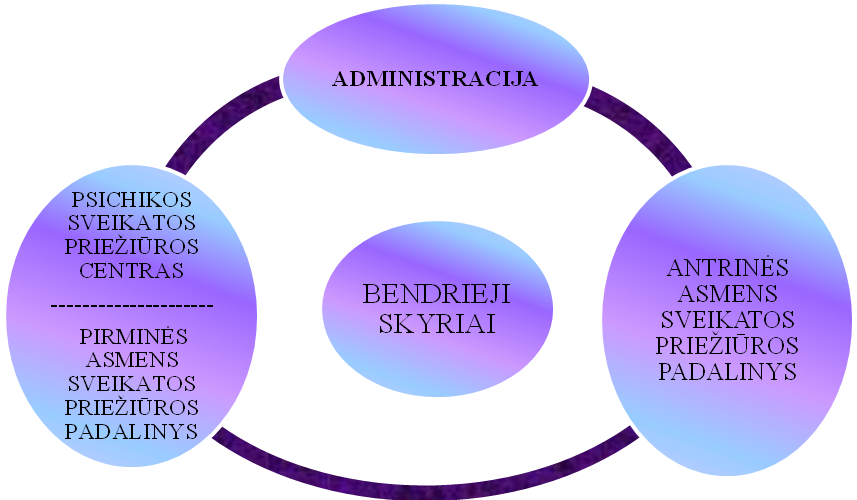 ADMINISTRACIJA
PSICHIKOS
SVEIKATOS
PRIEŽIŪROS
CENTRAS
---------------------
PIRMINĖS
ASMENS
SVEIKATOS
PRIEŽIŪROS
PADALINYS
BENDRIEJI
SKYRIAI
ANTRINĖS
ASMENS
SVEIKATOS
PRIEŽIŪROS
PADALINYS